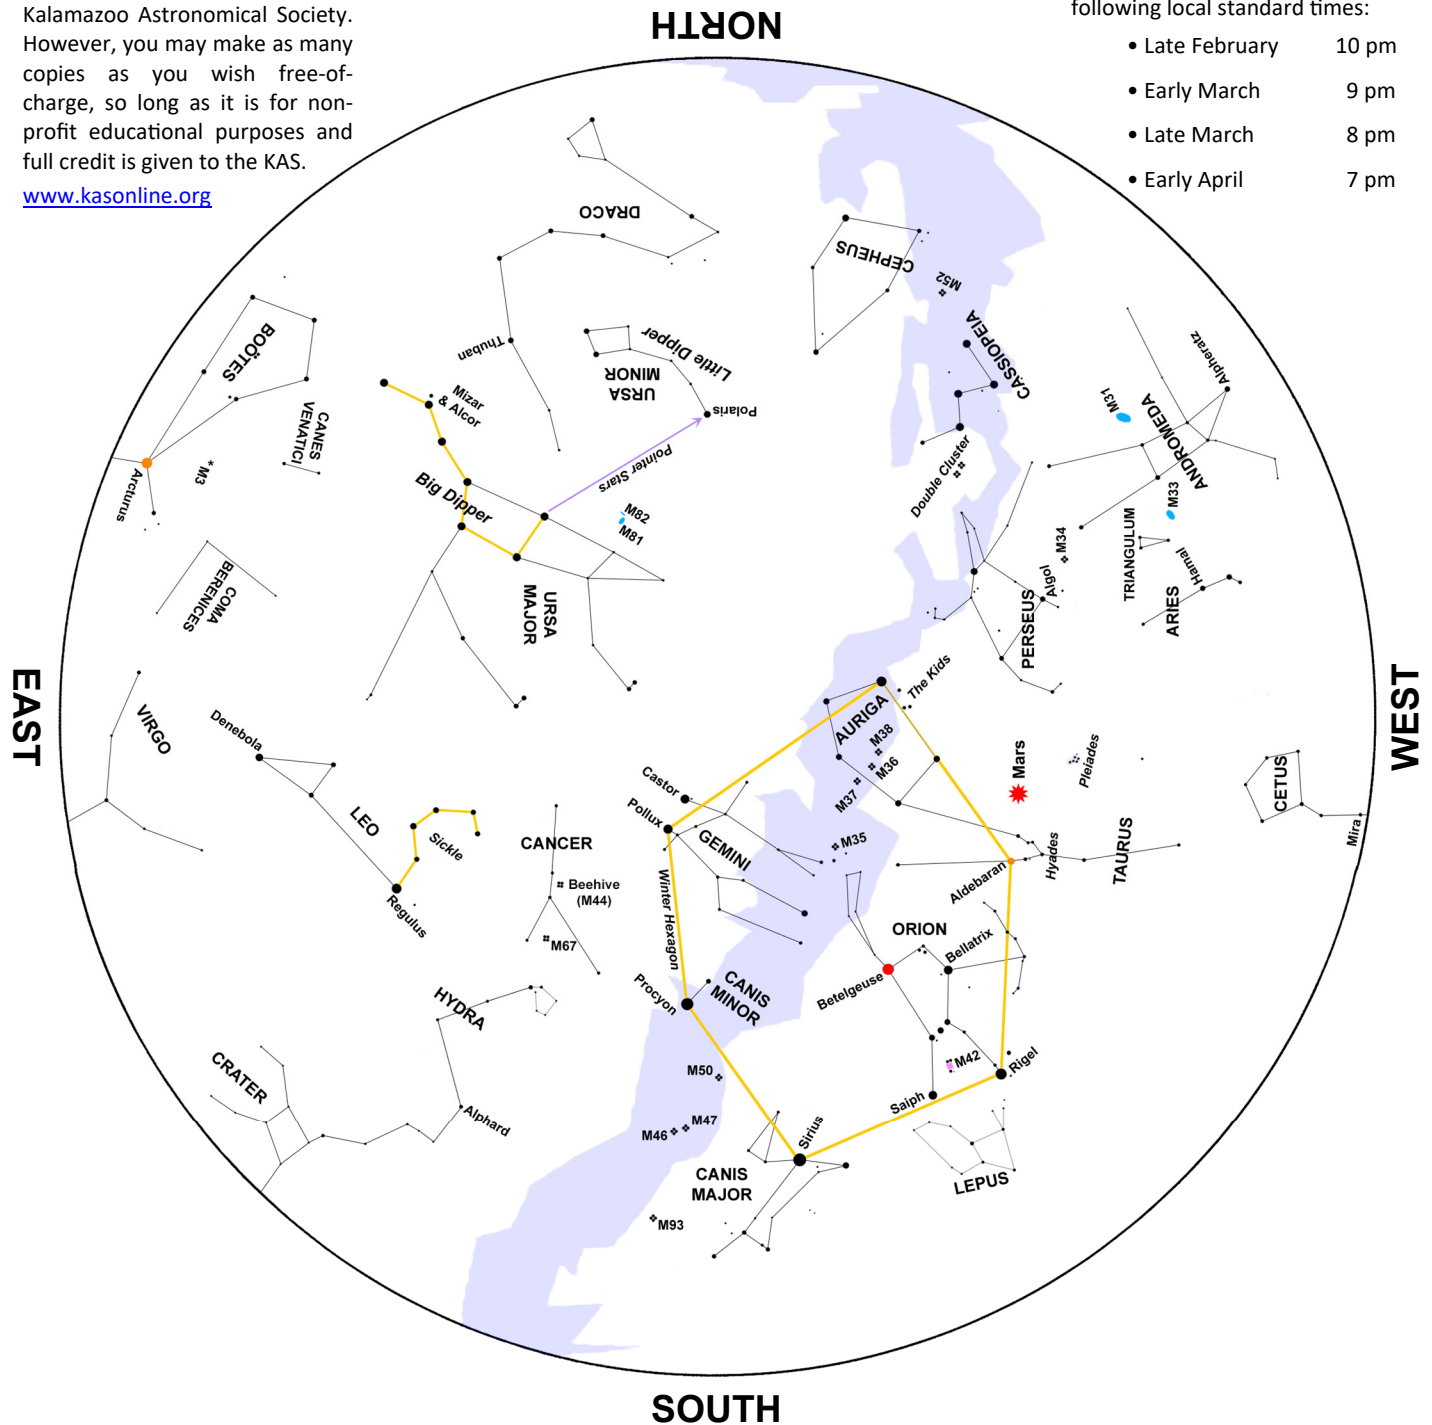 Kalamazoo Astronomical Society.
However, you may make as many
copies as you wish free-of-
charge, so long as it is for non-
profit educational purposes and
full credit is given to the KAS.
www.kasonline.org
following local standard times:
• Late February 10 pm
• Early March 9 pm
• Late March 8 pm
• Early April 7 pm
NORTH
DRACO
CEPHEUS
M52
CASSIOPEIA
Thuban
Little Dipper
URSA
MINOR
Polaris
BOÖTES
Mizar
& Alcor
CANES
VENATICI
M3
Arcturus
Big Dipper
Pointer Stars
M82
M81
Double Cluster
M31
ANDROMEDA
Alpheratz
M33
TRIANGULUM
M34
Algol
Hamal
ARIES
PERSEUS
COMA
BERENICES
URSA
MAJOR
EAST
WEST
VIRGO
Denebola
LEO
Sickle
Regulus
The Kids
AURIGA
M38
M36
M37
Mars
Pleiades
CETUS
Mira
Castor
Pollux
GEMINI
M35
CANCER
Beehive
(M44)
M67
Winter Hexagon
Hyades
TAURUS
Aldebaran
ORION
Bellatrix
Betelgeuse
Procyon
CANIS
MINOR
HYDRA
CRATER
Alphard
M50
M42
Rigel
Saiph
M47
M46
Sirius
CANIS
MAJOR
LEPUS
M93
SOUTH